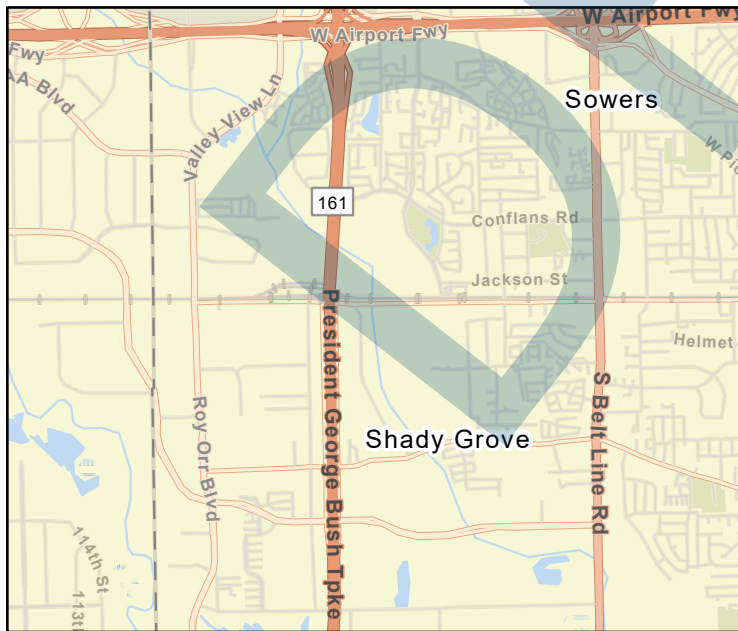 W Airport Fwy
W Airport Fwy
Fwy
AA Blvd
Valley View Ln
Sowers
161
Conflans Rd
Jackson St
President George Bush Tpke
Helmet
Shady Grove
S Belt Line Rd
Roy Orr Blvd
114th St